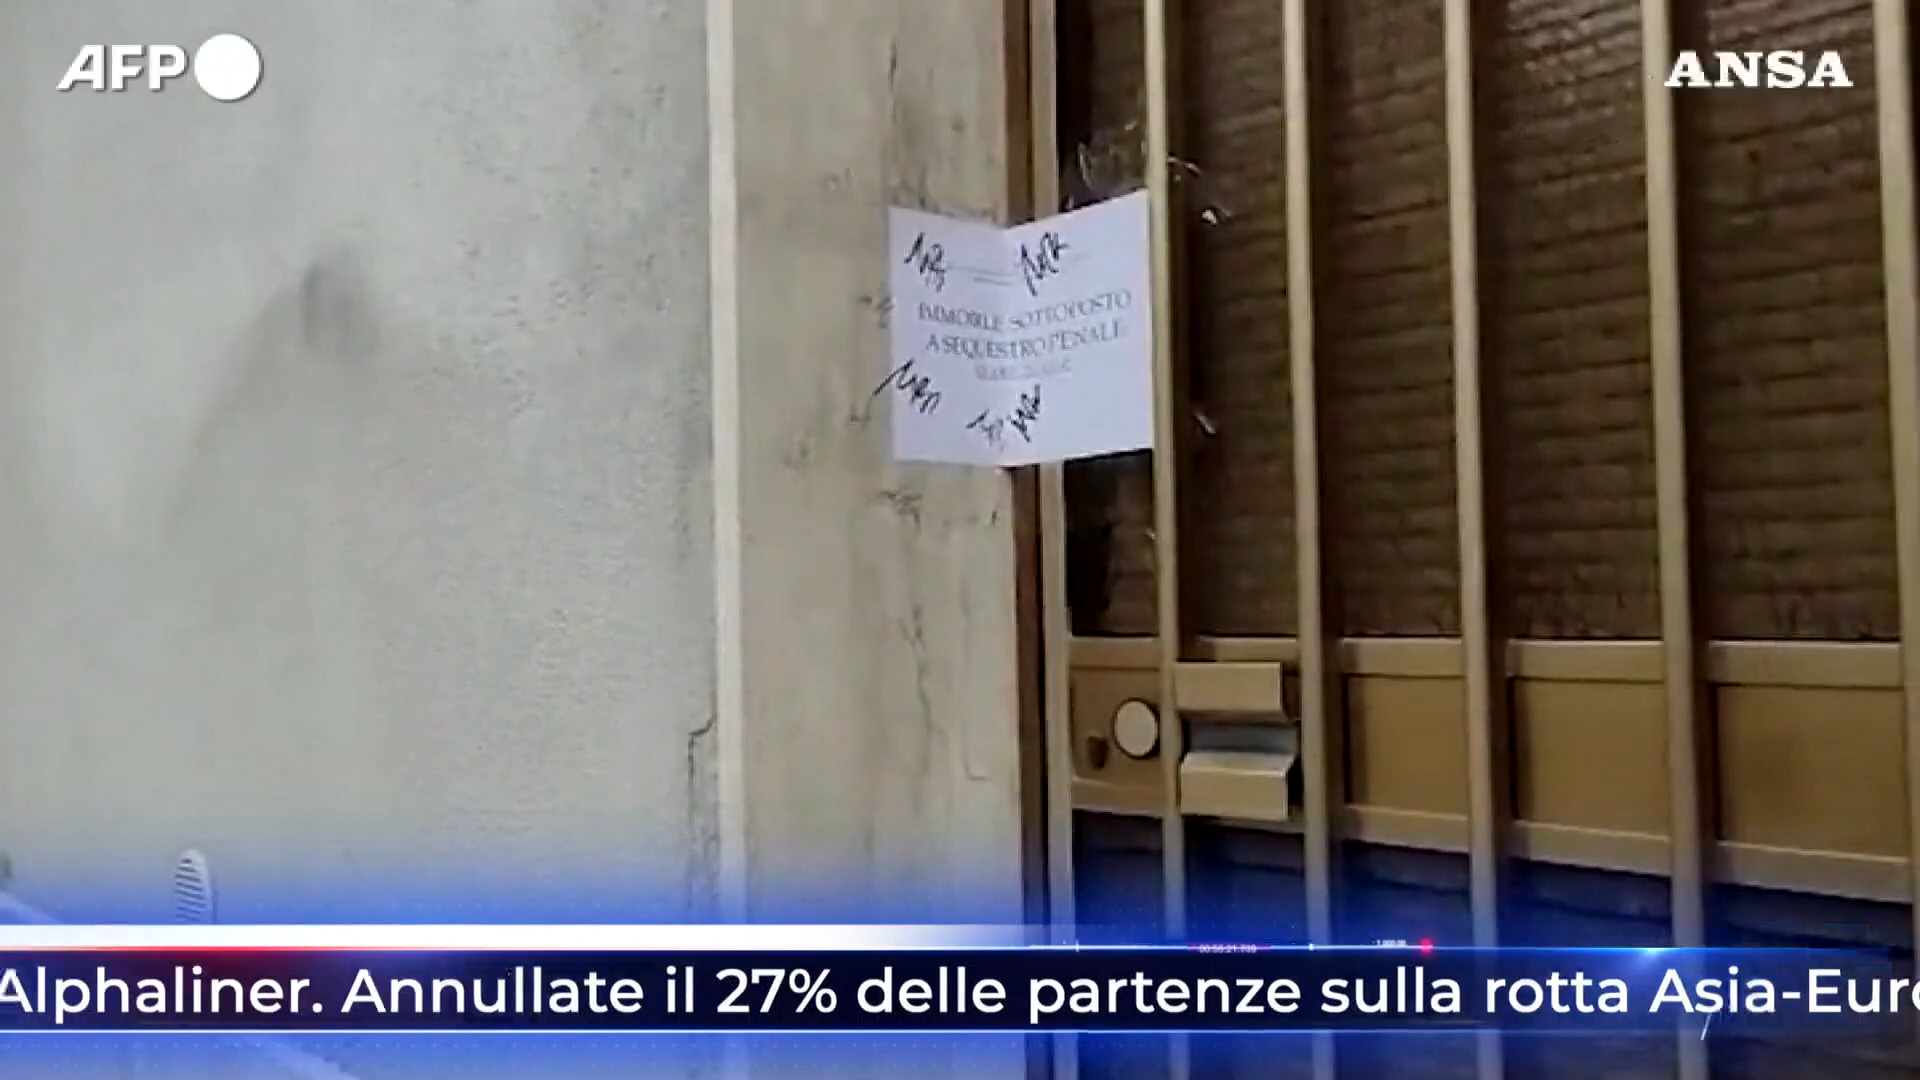 AFP
ANSA
IMMOBILE SOTTOPOSTO
A SEQUESTRO PENALE
Alphaliner. Annullate il 27% delle partenze sulla rotta Asia-Euro